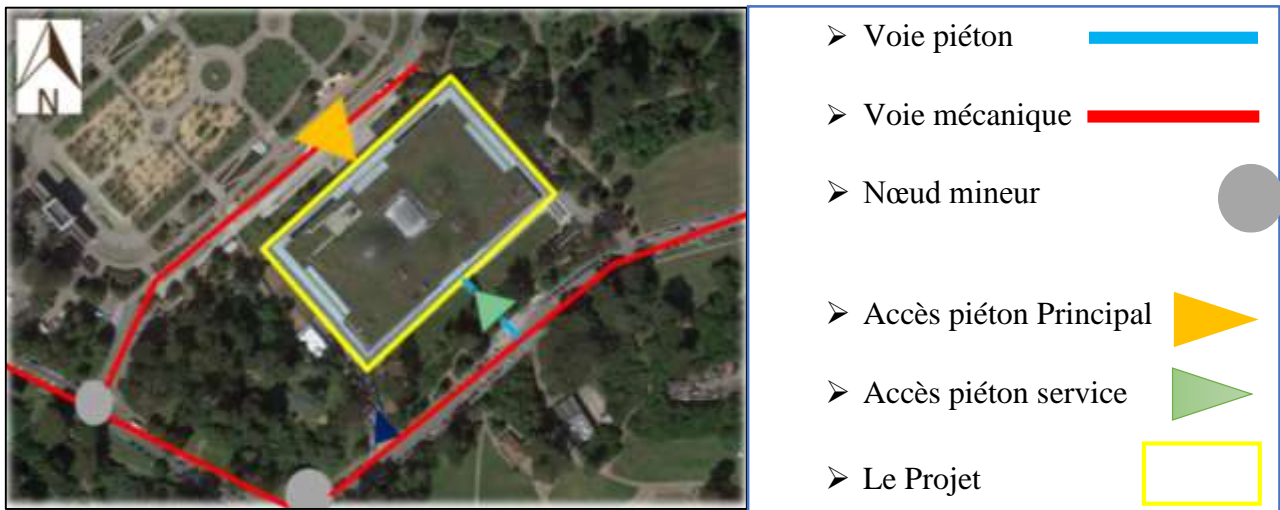 N
➢ Voie piéton
➢ Voie mécanique
➢ Nœud mineur
➢ Accès piéton Principal
➢ Accès piéton service
➢ Le Projet